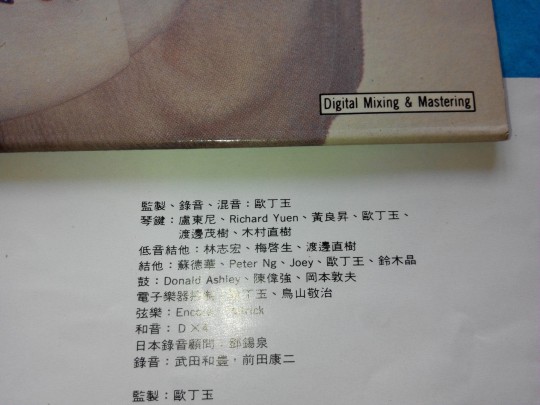 Digital Mixing & Mastering
監製、錄音、混音：歐丁玉
琴鍵：盧東尼、Richard Yuen、黃良昇、歐丁玉、
渡邊茂樹、木村直樹
低音結他：林志宏、梅啓生、渡邊直樹
結他：蘇德華、Peter Ng、Joey、歐丁玉、鈴木晶
鼓：Donald Ashley、陳偉強、岡本敦夫
電子樂器 丁玉、鳥山敬治
弦樂：
和音：D×4
日本錄音顧問：鄧錫泉
錄音：武田和豊，前田康二
監製：歐丁玉